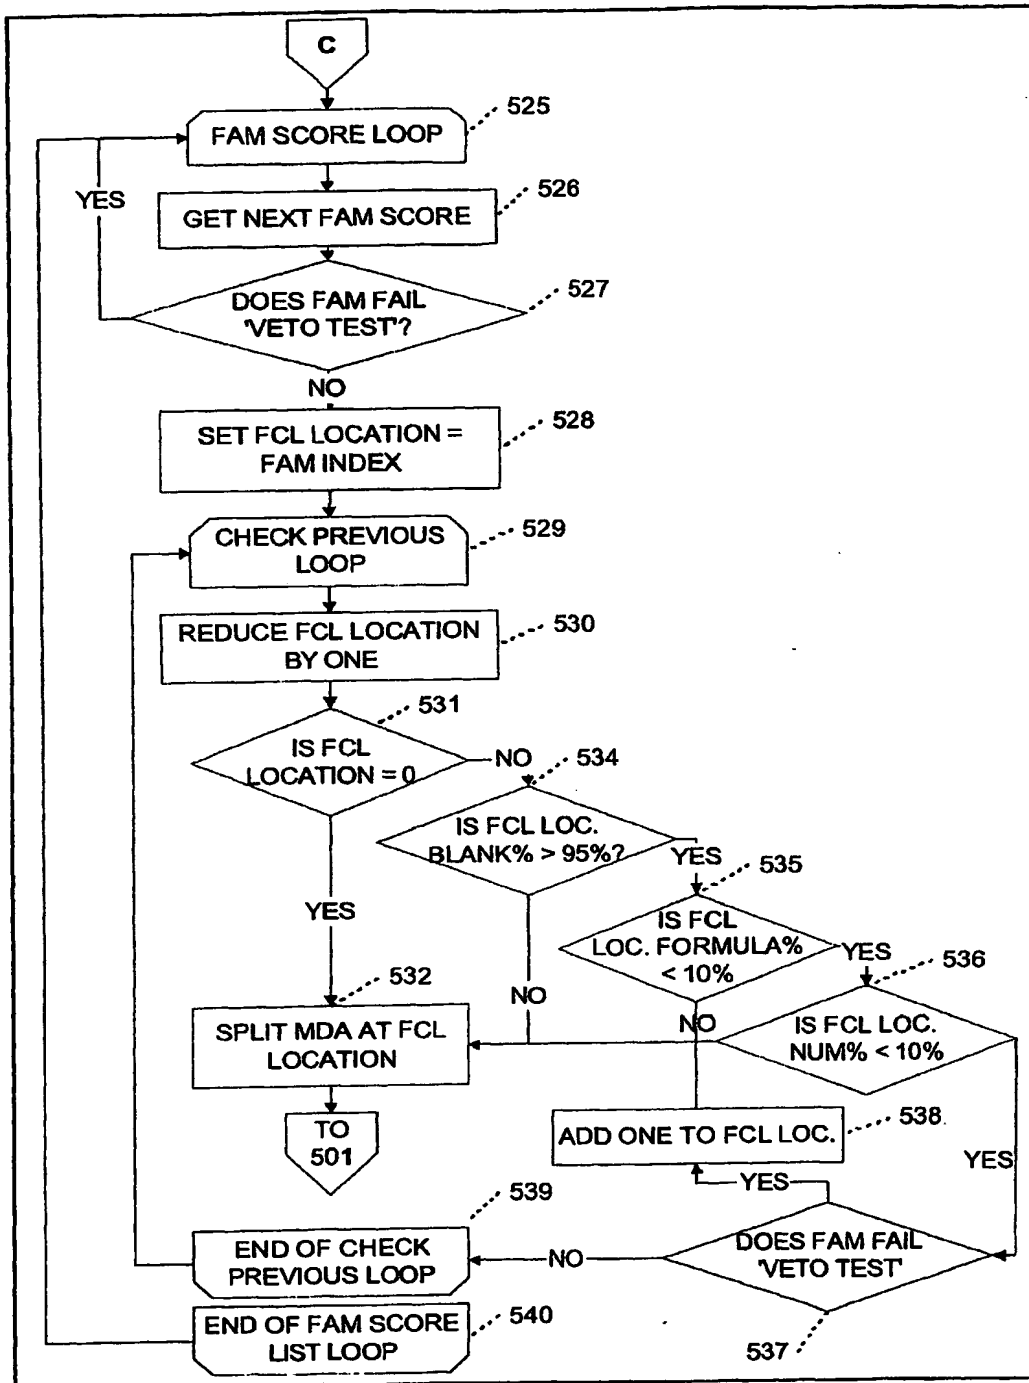 C
525
FAM SCORE LOOP
YES
526
GET NEXT FAM SCORE
527
DOES FAM FAIL
'VETO TEST'?
NO
528
SET FCL LOCATION =
FAM INDEX
529
CHECK PREVIOUS
LOOP
530
REDUCE FCL LOCATION
BY ONE
531
IS FCL
LOCATION = 0
NO
534
IS FCL LOC.
BLANK% > 95%?
YES
535
YES
IS FCL
LOC. FORMULA%
< 10%
YES
536
532
NO
NO
SPLIT MDA AT FCL
LOCATION
IS FCL LOC.
NUM% < 10%
TO
501
538
ADD ONE TO FCL LOC.
YES
YES
539
END OF CHECK
PREVIOUS LOOP
NO
DOES FAM FAIL
'VETO TEST'
540
END OF FAM SCORE
LIST LOOP
537